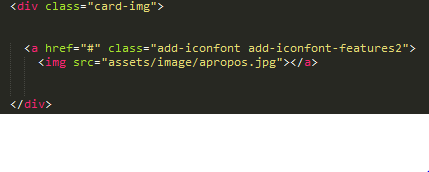 <div class="card-img">
<a href="#" class="add-iconfont add-iconfont-features2">
<img src="assets/image/apropos.jpg"></a>
</div>